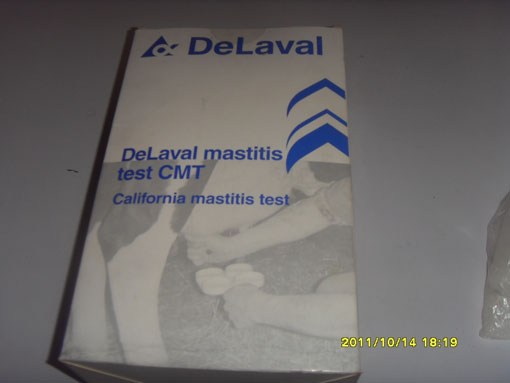 DeLaval
DeLaval mastitis
test CMT
California mastitis test
2011/10/14 18:19